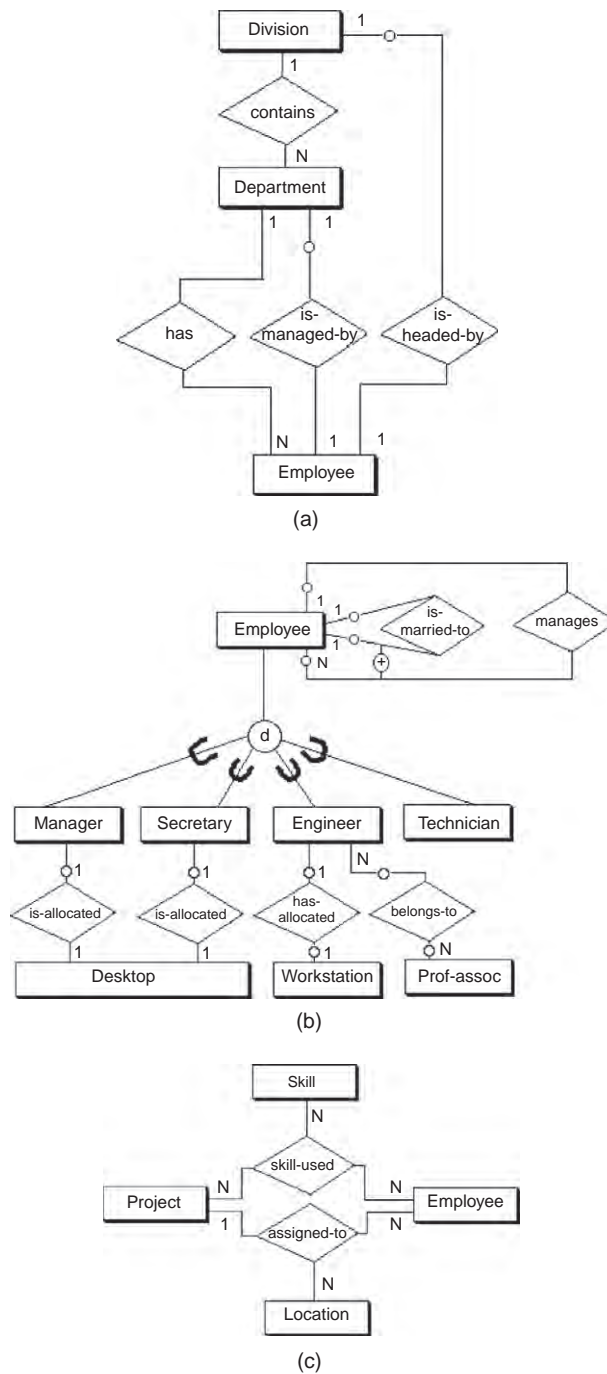 Division
1
1
contains
N
Department
1
1
has
is-
managed-by
is-
headed-by
N
1
1
Employee
(a)
Employee
1
1
1
N
is-
married-to
+
manages
d
Manager
Secretary
Engineer
Technician
1
1
1
N
is-allocated
is-allocated
has-
allocated
belongs-to
1
1
1
N
Desktop
Workstation
Prof-assoc
(b)
Skill
N
skill-used
N
N
Project
Employee
1
N
assigned-to
N
Location
(c)